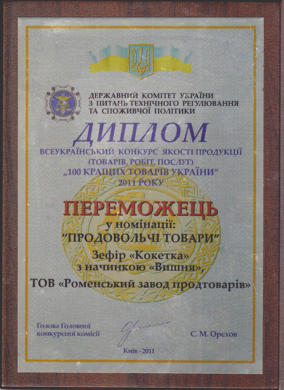 ДЕРЖАВНИЙ КОМІТЕТ УКРАЇНИ
З ПИТАНЬ ТЕХНІЧНОГО РЕГУЛЮВАННЯ
ТА СПОЖИВЧОЇ ПОЛІТИКИ
ДИПЛОМ
ВСЕУКРАЇНСЬКИЙ КОНКУРС ЯКОСТІ ПРОДУКЦІЇ
(ТОВАРІВ, РОБІТ, ПОСЛУГ)
„100 КРАЩИХ ТОВАРІВ УКРАЇНИ"
2011 РОКУ
ПЕРЕМОЖЕЦЬ
у номінації:
"ПРОДОВОЛЬЧІ ТОВАРИ"
Зефір «Кокетка»
з начинкою «Вишня»,
ТОВ «Роменський завод продтоварів»
Голова Головної
конкурсної комісії
С. М. Орєхов
Київ - 2011